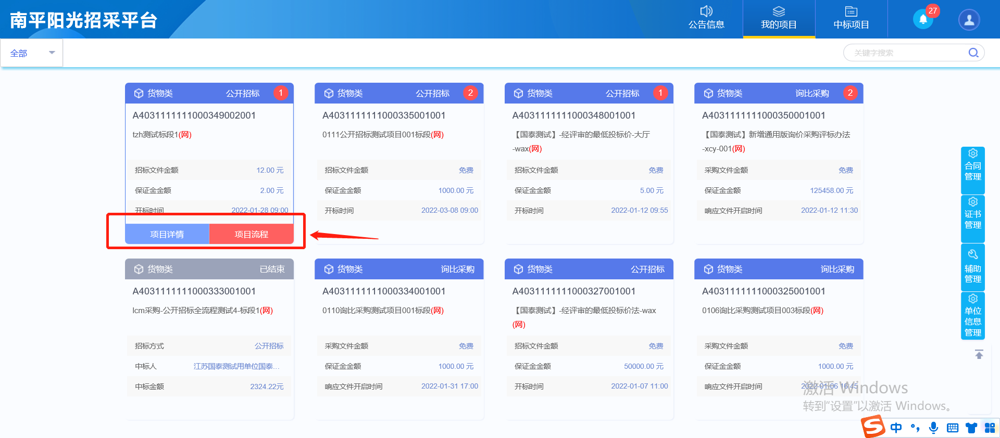 南平阳光招采平台
公告信息
我的项目
中标项目
27
全部
关键字搜索
货物类 公开招标 1
A4031111111000349002001
tzh测试标段1(网)
招标文件金额 12.00 元
保证金金额 2.00 元
开标时间 2022-01-28 09:00
项目详情 项目流程
货物类 公开招标 2
A4031111111000335001001
0111公开招标测试项目001标段(网)
招标文件金额 免费
保证金金额 1000.00 元
开标时间 2022-03-08 09:00
货物类 公开招标 1
A4031111111000348001001
【国泰测试】-经评审的最低投标价-大厅
-wax(网)
招标文件金额 免费
保证金金额 5.00 元
开标时间 2022-01-12 09:55
货物类 询比采购 2
A4031111111000350001001
【国泰测试】新增通用版询价采购评标办法
-xcy-001(网)
采购文件金额 免费
保证金金额 125458.00 元
响应文件开启时间 2022-01-12 11:30
货物类 已结束
A4031111111000333001001
lcm采购-公开招标全流程测试4-标段1(网)
招标方式 公开招标
中标人 江苏国泰测试用单位国泰...
中标金额 2324.22元
货物类 询比采购
A4031111111000334001001
0110询比采购测试项目001标段(网)
采购文件金额 免费
保证金金额 1000.00 元
响应文件开启时间 2022-01-31 17:00
货物类 公开招标
A4031111111000327001001
【国泰测试】-经评审的最低投标价法-wax
(网)
招标文件金额 免费
保证金金额 50000.00 元
开标时间 2022-01-07 11:00
货物类 询比采购
A4031111111000325001001
0106询比采购测试项目003标段(网)
采购文件金额 免费
保证金金额 1000.00 元
响应文件开启时间 2022-01-06 16:45
合同
管理
证书
管理
辅助
管理
单位
信息
管理
激活 Windows
转到“设置”以激活 Windows。
S 中